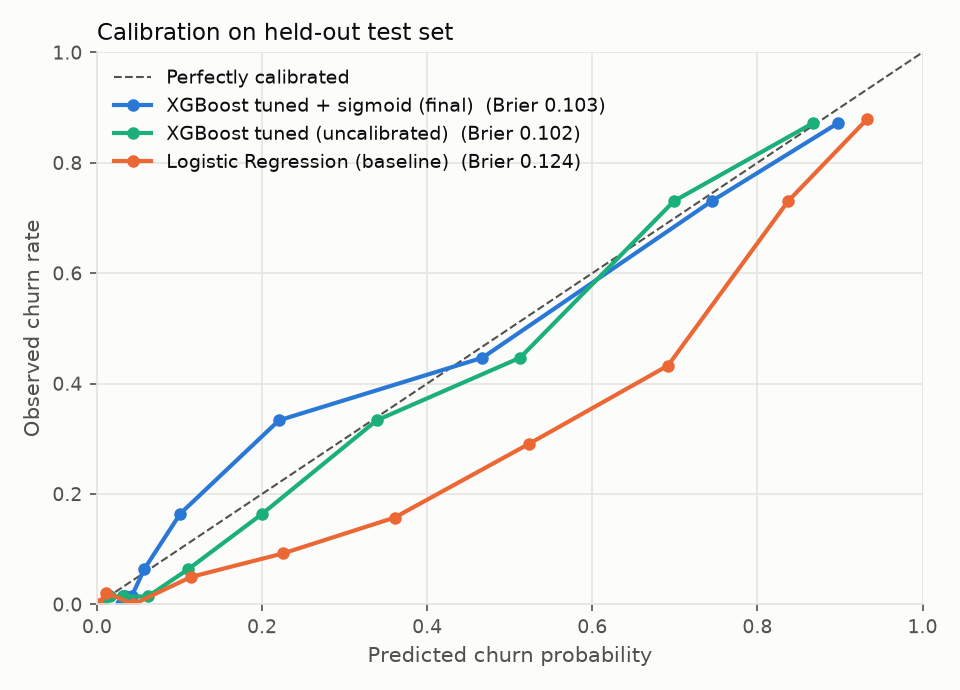 Calibration on held-out test set
1.0
Perfectly calibrated
XGBoost tuned + sigmoid (final)  (Brier 0.103)
XGBoost tuned (uncalibrated)  (Brier 0.102)
Logistic Regression (baseline)  (Brier 0.124)
0.8
0.6
0.4
0.2
0.0
Observed churn rate
0.0 0.2 0.4 0.6 0.8 1.0
Predicted churn probability